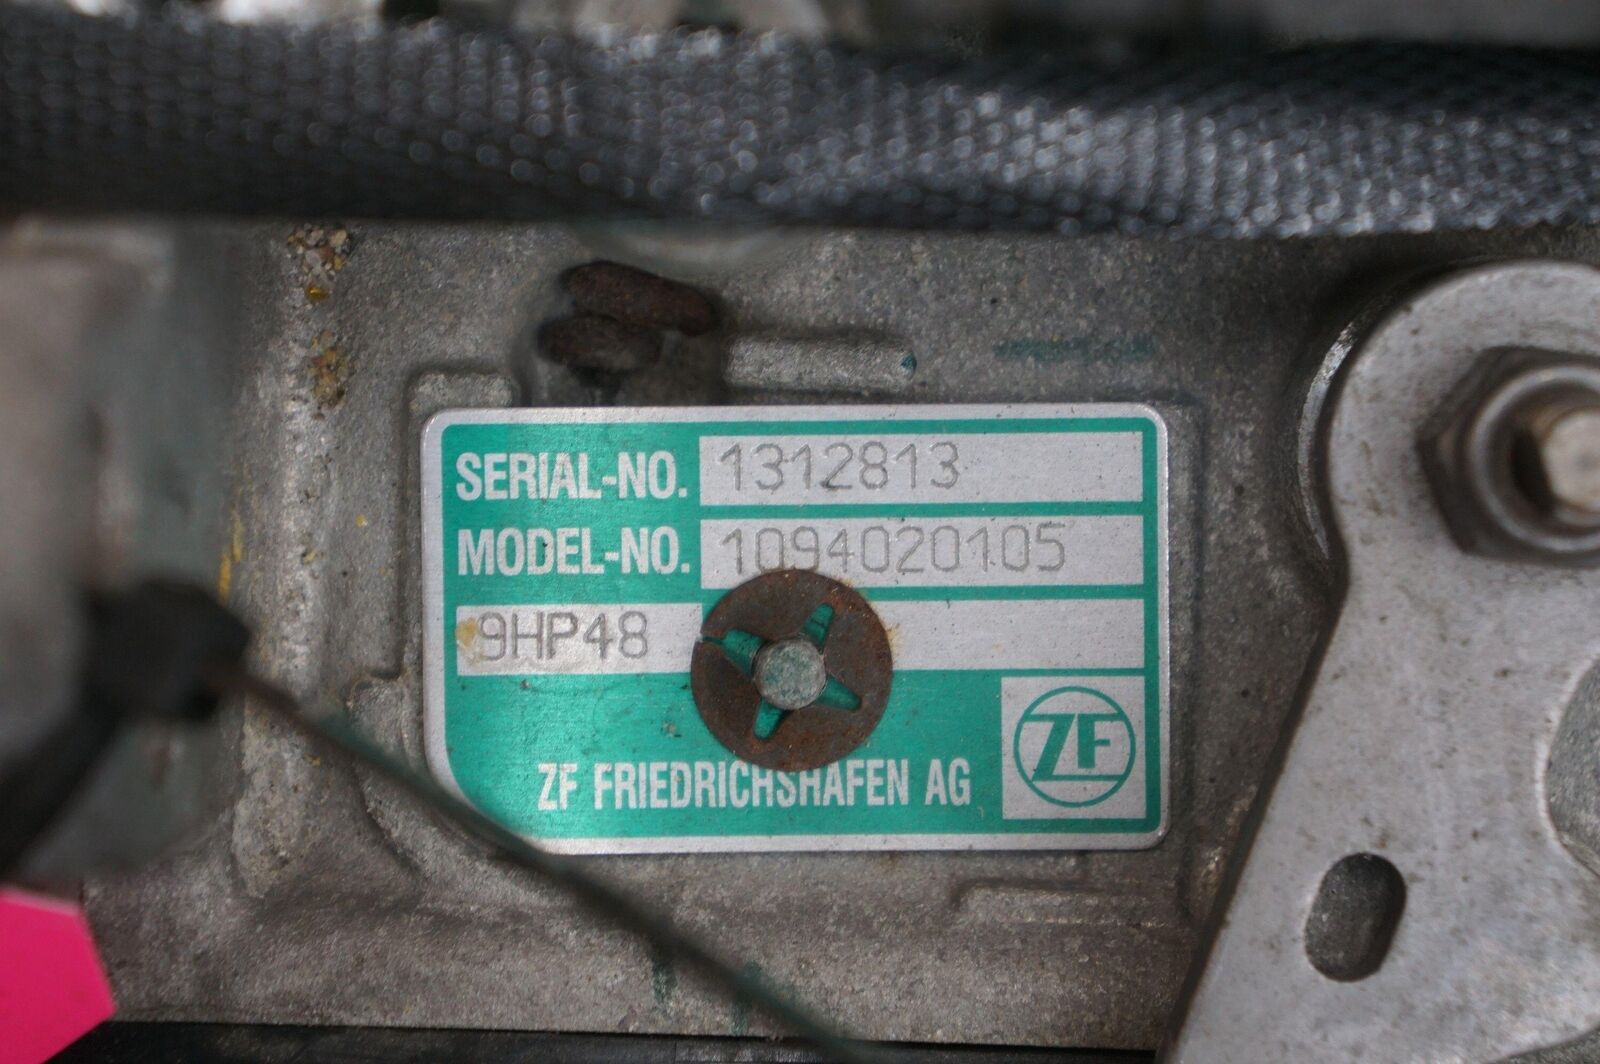 SERIAL-NO. 1312813
MODEL-NO. 1094020105
9HP48
ZF FRIEDRICHSHAFEN AG
ZF